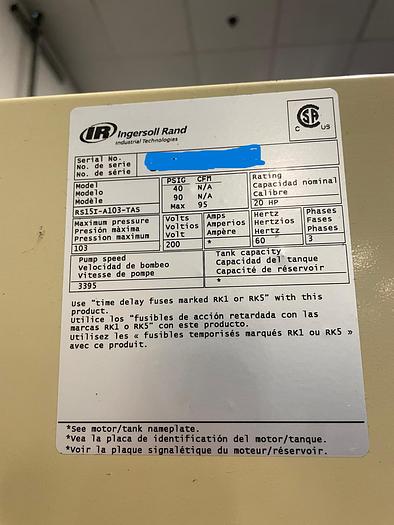 IR Ingersoll Rand
Industrial Technologies
CSA
C US
Serial No.
No. de serie
No. de série
Model
Modelo
Modèle
RS15I-A103-TAS
PSIG CFM
40 N/A
90 N/A
Max 95
Rating
Capacidad nominal
Calibre
20 HP
Maximum pressure
Presión màxima
Pression maximum
103
Volts
Voltios
Volt
200
Amps
Amperios
Ampère
*
Hertz
Hertzios
Hertz
60
Phases
Fases
Phases
3
Pump speed
Velocidad de bombeo
Vitesse de pompe
3395
Tank capacity
Capacidad del tanque
Capacité de réservoir
*
Use "time delay fuses marked RK1 or RK5" with this
product.
Utilice los "fusibles de acción retardada con las
marcas RK1 o RK5" con este producto.
Utilisez les « fusibles temporisés marqués RK1 ou RK5 »
avec ce produit.
*See motor/tank nameplate.
*Vea la placa de identificación del motor/tanque.
*Voir la plaque signalétique du moteur/réservoir.